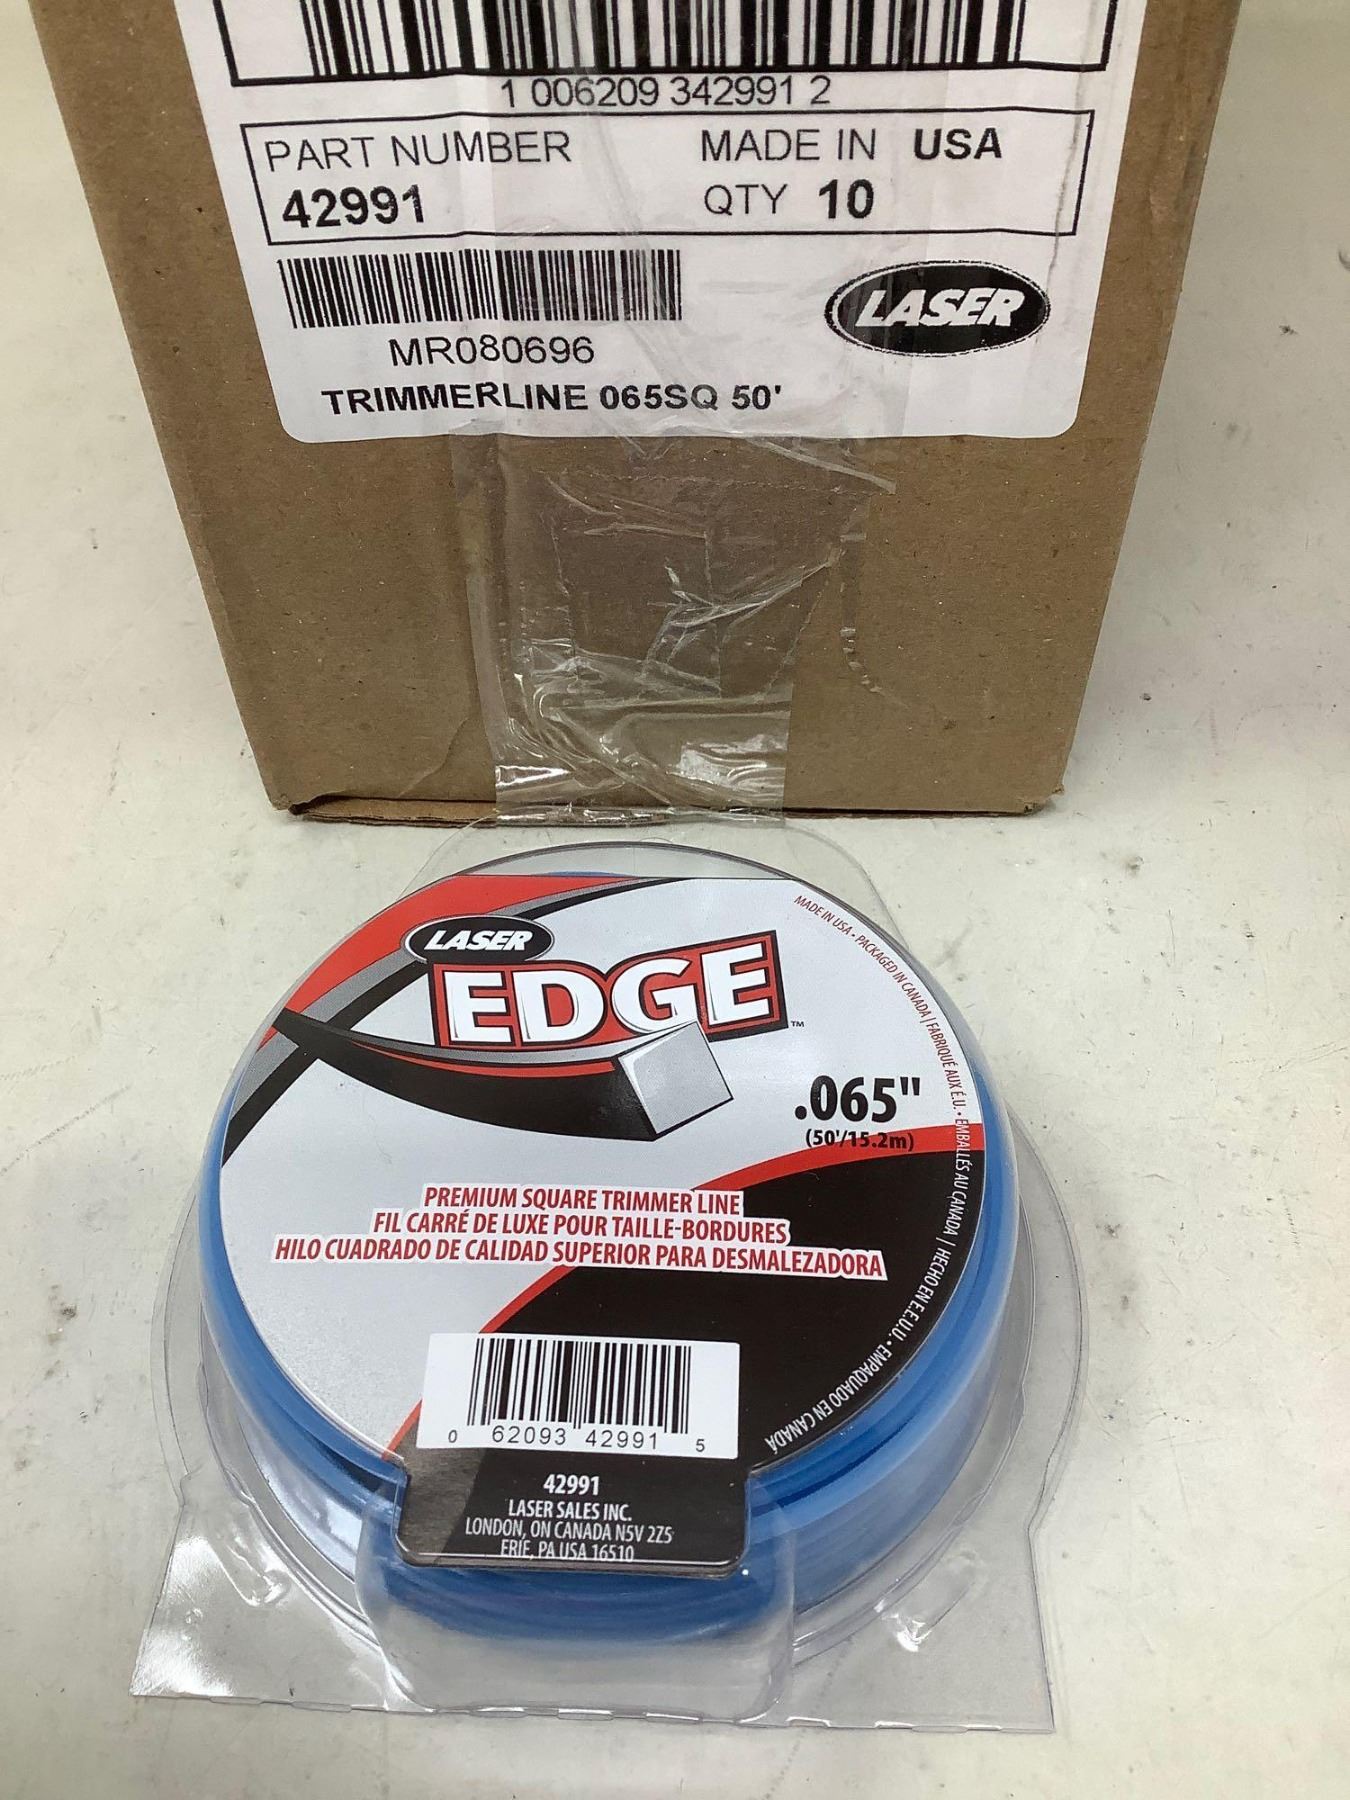 1 006209 342991 2
PART NUMBER
42991
MADE IN USA
QTY 10
MR080696
TRIMMERLINE 065SQ 50'
LASER
LASER
EDGE™
MADE IN USA • PACKAGED IN CANADA | FABRIQUÉ AUX É.U. • EMBALLÉS AU CANADA | HECHO EN E.E.U.U. • EMPAQUADO EN CANADÁ
.065"
(50'/15.2m)
PREMIUM SQUARE TRIMMER LINE
FIL CARRÉ DE LUXE POUR TAILLE-BORDURES
HILO CUADRADO DE CALIDAD SUPERIOR PARA DESMALEZADORA
0 62093 42991 5
42991
LASER SALES INC.
LONDON, ON CANADA N5V 2Z5
ERIE, PA USA 16510